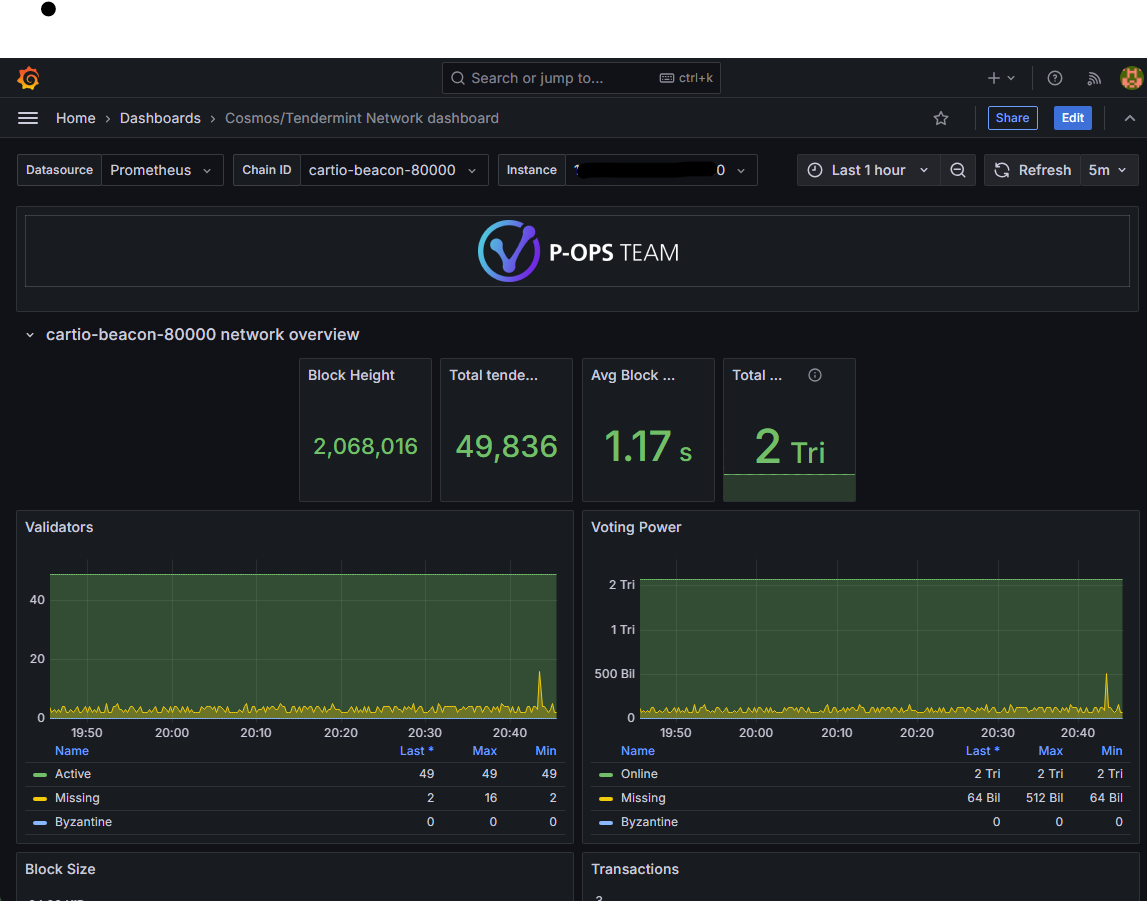 Search or jump to... ctrl+k
Home › Dashboards › Cosmos/Tendermint Network dashboard
Share Edit
Datasource Prometheus Chain ID cartio-beacon-80000 Instance 0 Last 1 hour Refresh 5m
P-OPS TEAM
cartio-beacon-80000 network overview
Block Height Total tende... Avg Block ... Total ...
2,068,016 49,836 1.17 s 2 Tri
Validators
40
20
0
19:50 20:00 20:10 20:20 20:30 20:40
Name Last * Max Min
Active 49 49 49
Missing 2 16 2
Byzantine 0 0 0
Voting Power
2 Tri
1 Tri
500 Bil
0
19:50 20:00 20:10 20:20 20:30 20:40
Name Last * Max Min
Online 2 Tri 2 Tri 2 Tri
Missing 64 Bil 512 Bil 64 Bil
Byzantine 0 0 0
Block Size
Transactions